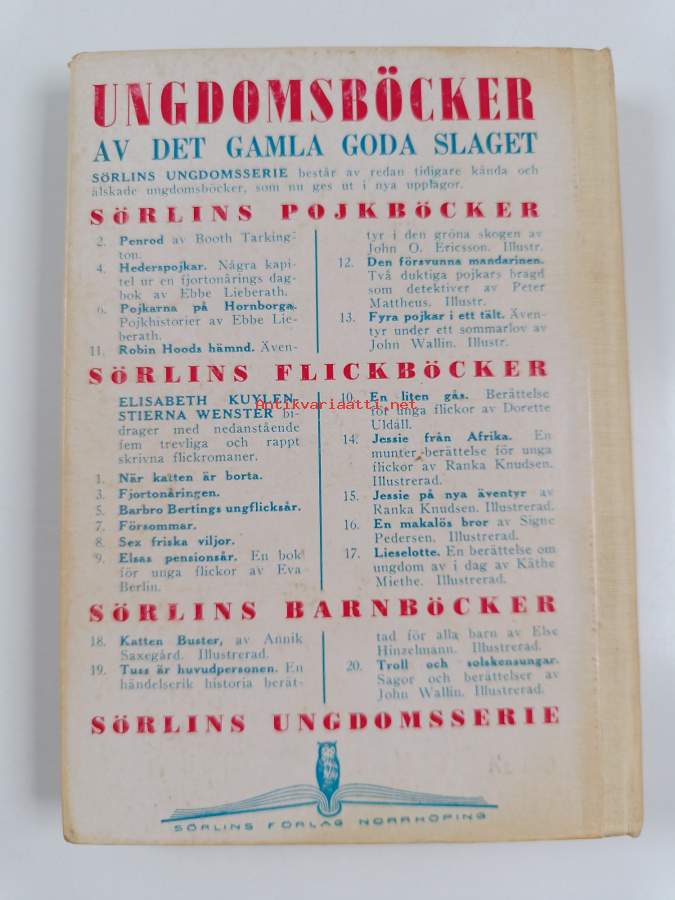 UNGDOMSBÖCKER
AV DET GAMLA GODA SLAGET
SÖRLINS UNGDOMSSERIE består av redan tidigare kända och
älskade ungdomsböcker, som nu ges ut i nya upplagor.
SÖRLINS POJKBÖCKER
2. Penrod av Booth Tarking-
ton.
4. Hederspojkar. Några kapi-
tel ur en fjortonårings dag-
bok av Ebbe Lieberath.
6. Pojkarna på Hornborga.
Pojkhistorier av Ebbe Lie-
berath.
11. Robin Hoods hämnd. Även-
tyr i den gröna skogen av
John O. Ericsson. Illustr.
12. Den försvunna mandarinen.
Två duktiga pojkars bragd
som detektiver av Peter
Mattheus. Illustr.
13. Fyra pojkar i ett tält. Även-
tyr under ett sommarlov av
John Wallin. Illustr.
SÖRLINS FLICKBÖCKER
ELISABETH KUYLEN-
STIERNA WENSTER bi-
drager med nedanstående
fem trevliga och rappt
skrivna flickromaner.
1. När katten är borta.
3. Fjortonåringen.
5. Barbro Bertings ungflicksår.
7. Försommar.
8. Sex friska viljor.
9. Elsas pensionsår. En bok
för unga flickor av Eva
Berlin.
10. En liten gås. Berättelse
för unga flickor av Dorette
Uldall.
14. Jessie från Afrika. En
munter berättelse för unga
flickor av Ranka Knudsen.
Illustrerad.
15. Jessie på nya äventyr av
Ranka Knudsen. Illustrerad.
16. En makalös bror av Signe
Pedersen. Illustrerad.
17. Lieselotte. En berättelse om
ungdom av i dag av Käthe
Miethe. Illustrerad.
Antikvariaatti.net
SÖRLINS BARNBÖCKER
18. Katten Buster, av Annik
Saxegård. Illustrerad.
19. Tuss är huvudpersonen. En
händelserik historia berät-
tad för alla barn av Else
Hinzelmann. Illustrerad.
20. Troll och solskensungar.
Sagor och berättelser av
John Wallin. Illustrerad.
SÖRLINS UNGDOMSSERIE
SÖRLINS FÖRLAG NORRKÖPING